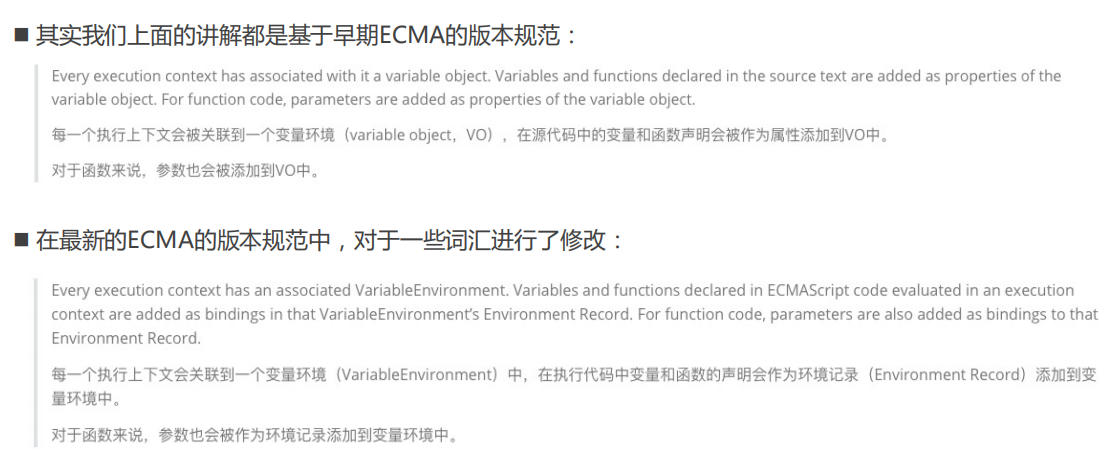 ■ 其实我们上面的讲解都是基于早期ECMA的版本规范：
Every execution context has associated with it a variable object. Variables and functions declared in the source text are added as properties of the
variable object. For function code, parameters are added as properties of the variable object.
每一个执行上下文会被关联到一个变量环境（variable object，VO），在源代码中的变量和函数声明会被作为属性添加到VO中。
对于函数来说，参数也会被添加到VO中。
■ 在最新的ECMA的版本规范中，对于一些词汇进行了修改：
Every execution context has an associated VariableEnvironment. Variables and functions declared in ECMAScript code evaluated in an execution
context are added as bindings in that VariableEnvironment's Environment Record. For function code, parameters are also added as bindings to that
Environment Record.
每一个执行上下文会关联到一个变量环境（VariableEnvironment）中，在执行代码中变量和函数的声明会作为环境记录（Environment Record）添加到变
量环境中。
对于函数来说，参数也会被作为环境记录添加到变量环境中。